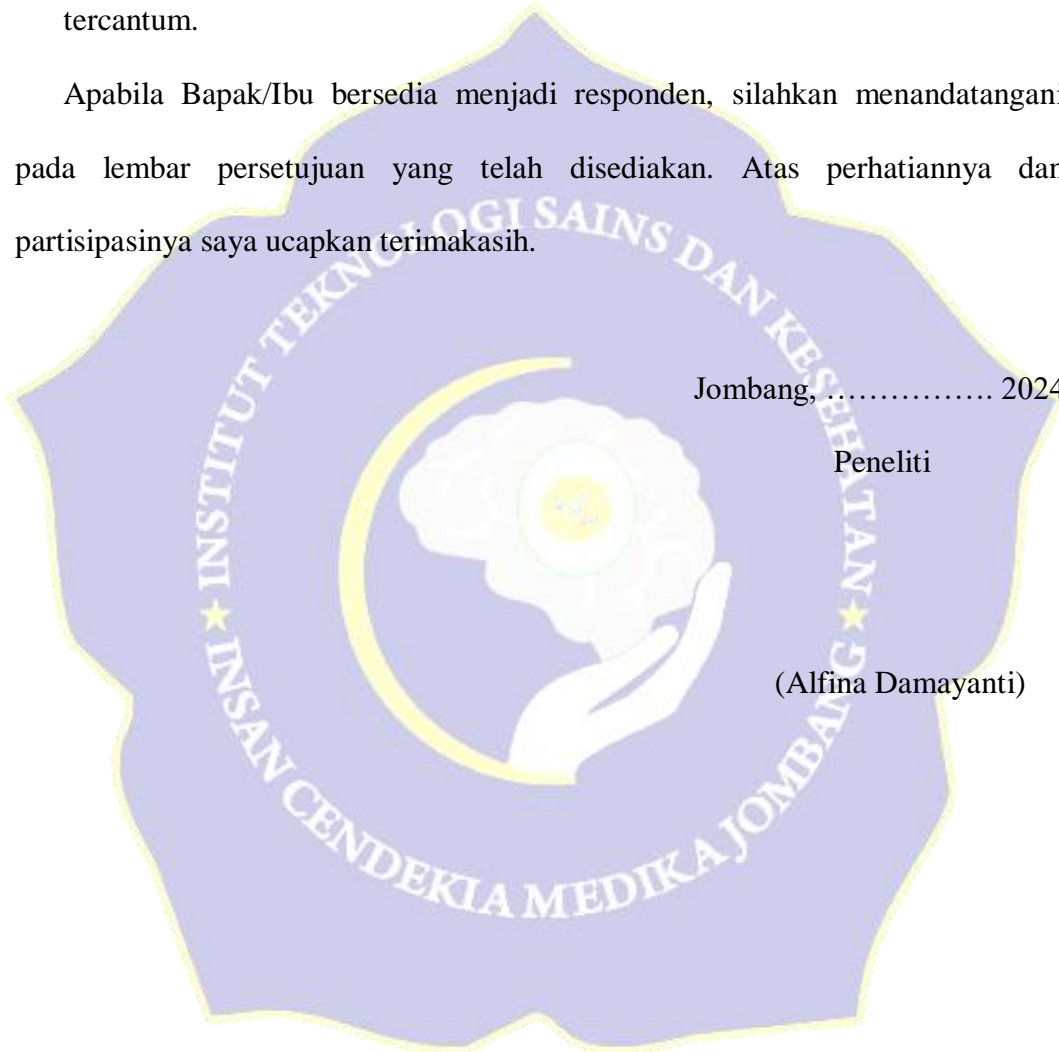 tercantum.
Apabila Bapak/Ibu bersedia menjadi responden, silahkan menandatangani
pada lembar persetujuan yang telah disediakan. Atas perhatiannya dan
partisipasinya saya ucapkan terimakasih.
Jombang, ……………. 2024
Peneliti
(Alfina Damayanti)
INSTITUT TEKNOLOGI SAINS DAN KESEHATAN
INSAN CENDEKIA MEDIKA JOMBANG